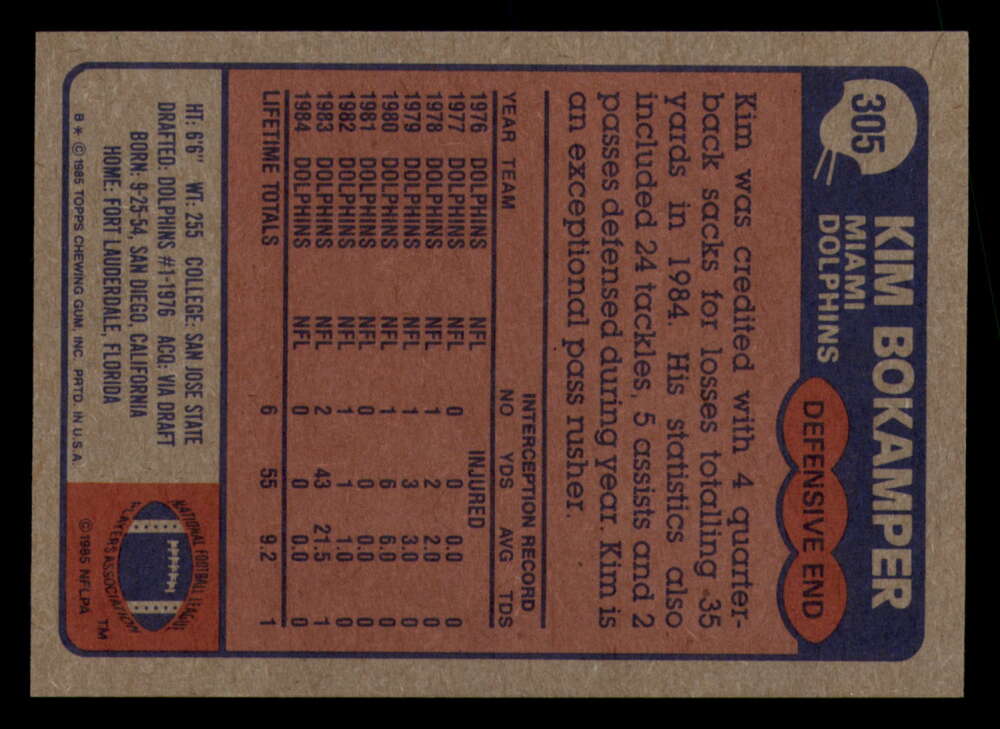 305
KIM BOKAMPER
MIAMI
DOLPHINS
DEFENSIVE END
Kim was credited with 4 quarter-
back sacks for losses totalling 35
yards in 1984. His statistics also
included 24 tackles, 5 assists and 2
passes defensed during year. Kim is
an exceptional pass rusher.
INTERCEPTION RECORD
YEAR TEAM NO YDS AVG TDS
1976 DOLPHINS NFL INJURED
1977 DOLPHINS NFL 0 0 0.0 0
1978 DOLPHINS NFL 1 2 2.0 0
1979 DOLPHINS NFL 1 3 3.0 0
1980 DOLPHINS NFL 1 6 6.0 0
1981 DOLPHINS NFL 0 0 0.0 0
1982 DOLPHINS NFL 1 1 1.0 0
1983 DOLPHINS NFL 2 43 21.5 1
1984 DOLPHINS NFL 0 0 0.0 0
LIFETIME TOTALS 6 55 9.2 1
HT: 6'6" WT: 255 COLLEGE: SAN JOSE STATE
DRAFTED: DOLPHINS #1-1976 ACQ: VIA DRAFT
BORN: 9-25-54, SAN DIEGO, CALIFORNIA
HOME: FORT LAUDERDALE, FLORIDA
B* © 1985 TOPPS CHEWING GUM, INC. PRTD. IN U.S.A.
NATIONAL FOOTBALL LEAGUE
PLAYERS ASSOCIATION
TM
©1985 NFLPA